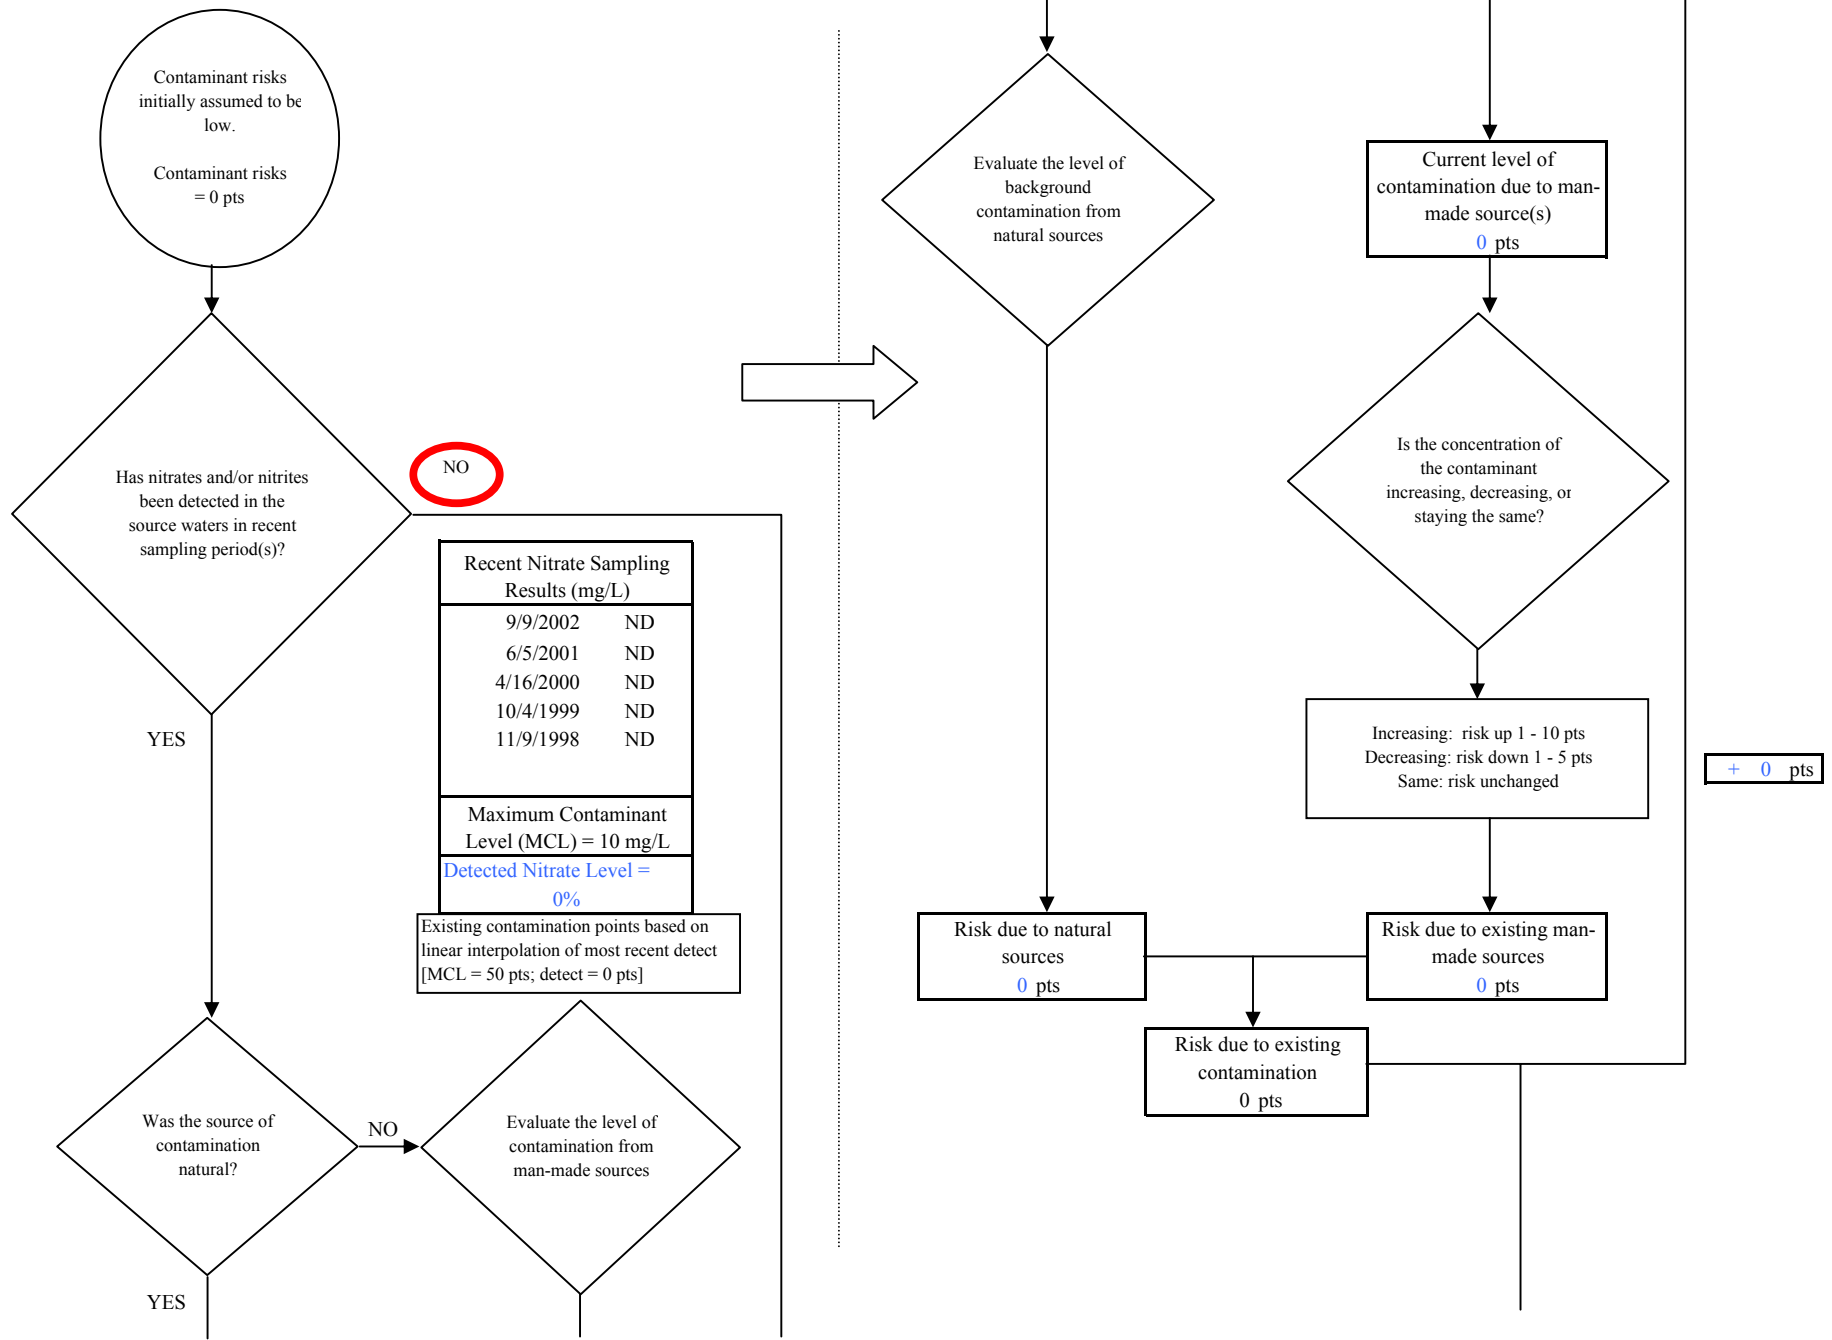 Contaminant risks
initially assumed to be
low.
Contaminant risks
= 0 pts
Has nitrates and/or nitrites
been detected in the
source waters in recent
sampling period(s)?
NO
Recent Nitrate Sampling
Results (mg/L)
9/9/2002 ND
6/5/2001 ND
4/16/2000 ND
10/4/1999 ND
11/9/1998 ND
Maximum Contaminant
Level (MCL) = 10 mg/L
Detected Nitrate Level =
0%
Existing contamination points based on
linear interpolation of most recent detect
[MCL = 50 pts; detect = 0 pts]
YES
Was the source of
contamination
natural?
NO
Evaluate the level of
contamination from
man-made sources
YES
Evaluate the level of
background
contamination from
natural sources
Current level of
contamination due to man-
made source(s)
0 pts
Is the concentration of
the contaminant
increasing, decreasing, or
staying the same?
Increasing: risk up 1 - 10 pts
Decreasing: risk down 1 - 5 pts
Same: risk unchanged
+ 0 pts
Risk due to natural
sources
0 pts
Risk due to existing man-
made sources
0 pts
Risk due to existing
contamination
0 pts